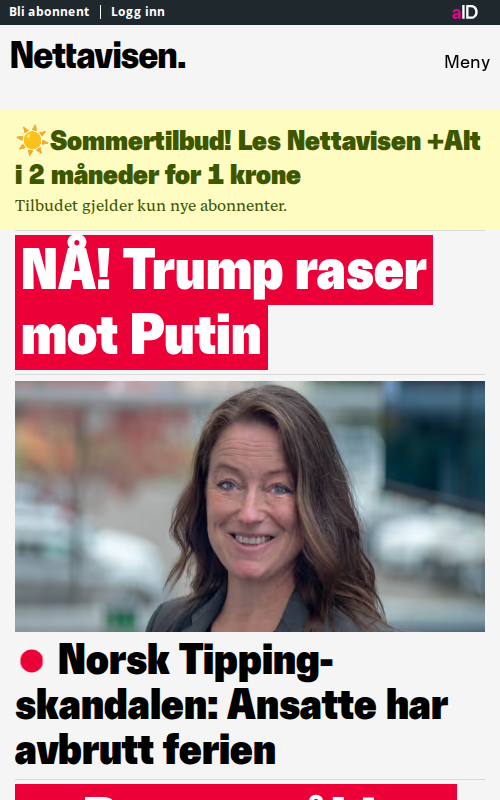 Bli abonnent | Logg inn aID
Nettavisen.
Meny
☀️Sommertilbud! Les Nettavisen +Alt
i 2 måneder for 1 krone
Tilbudet gjelder kun nye abonnenter.
NÅ! Trump raser
mot Putin
Norsk Tipping-
skandalen: Ansatte har
avbrutt ferien